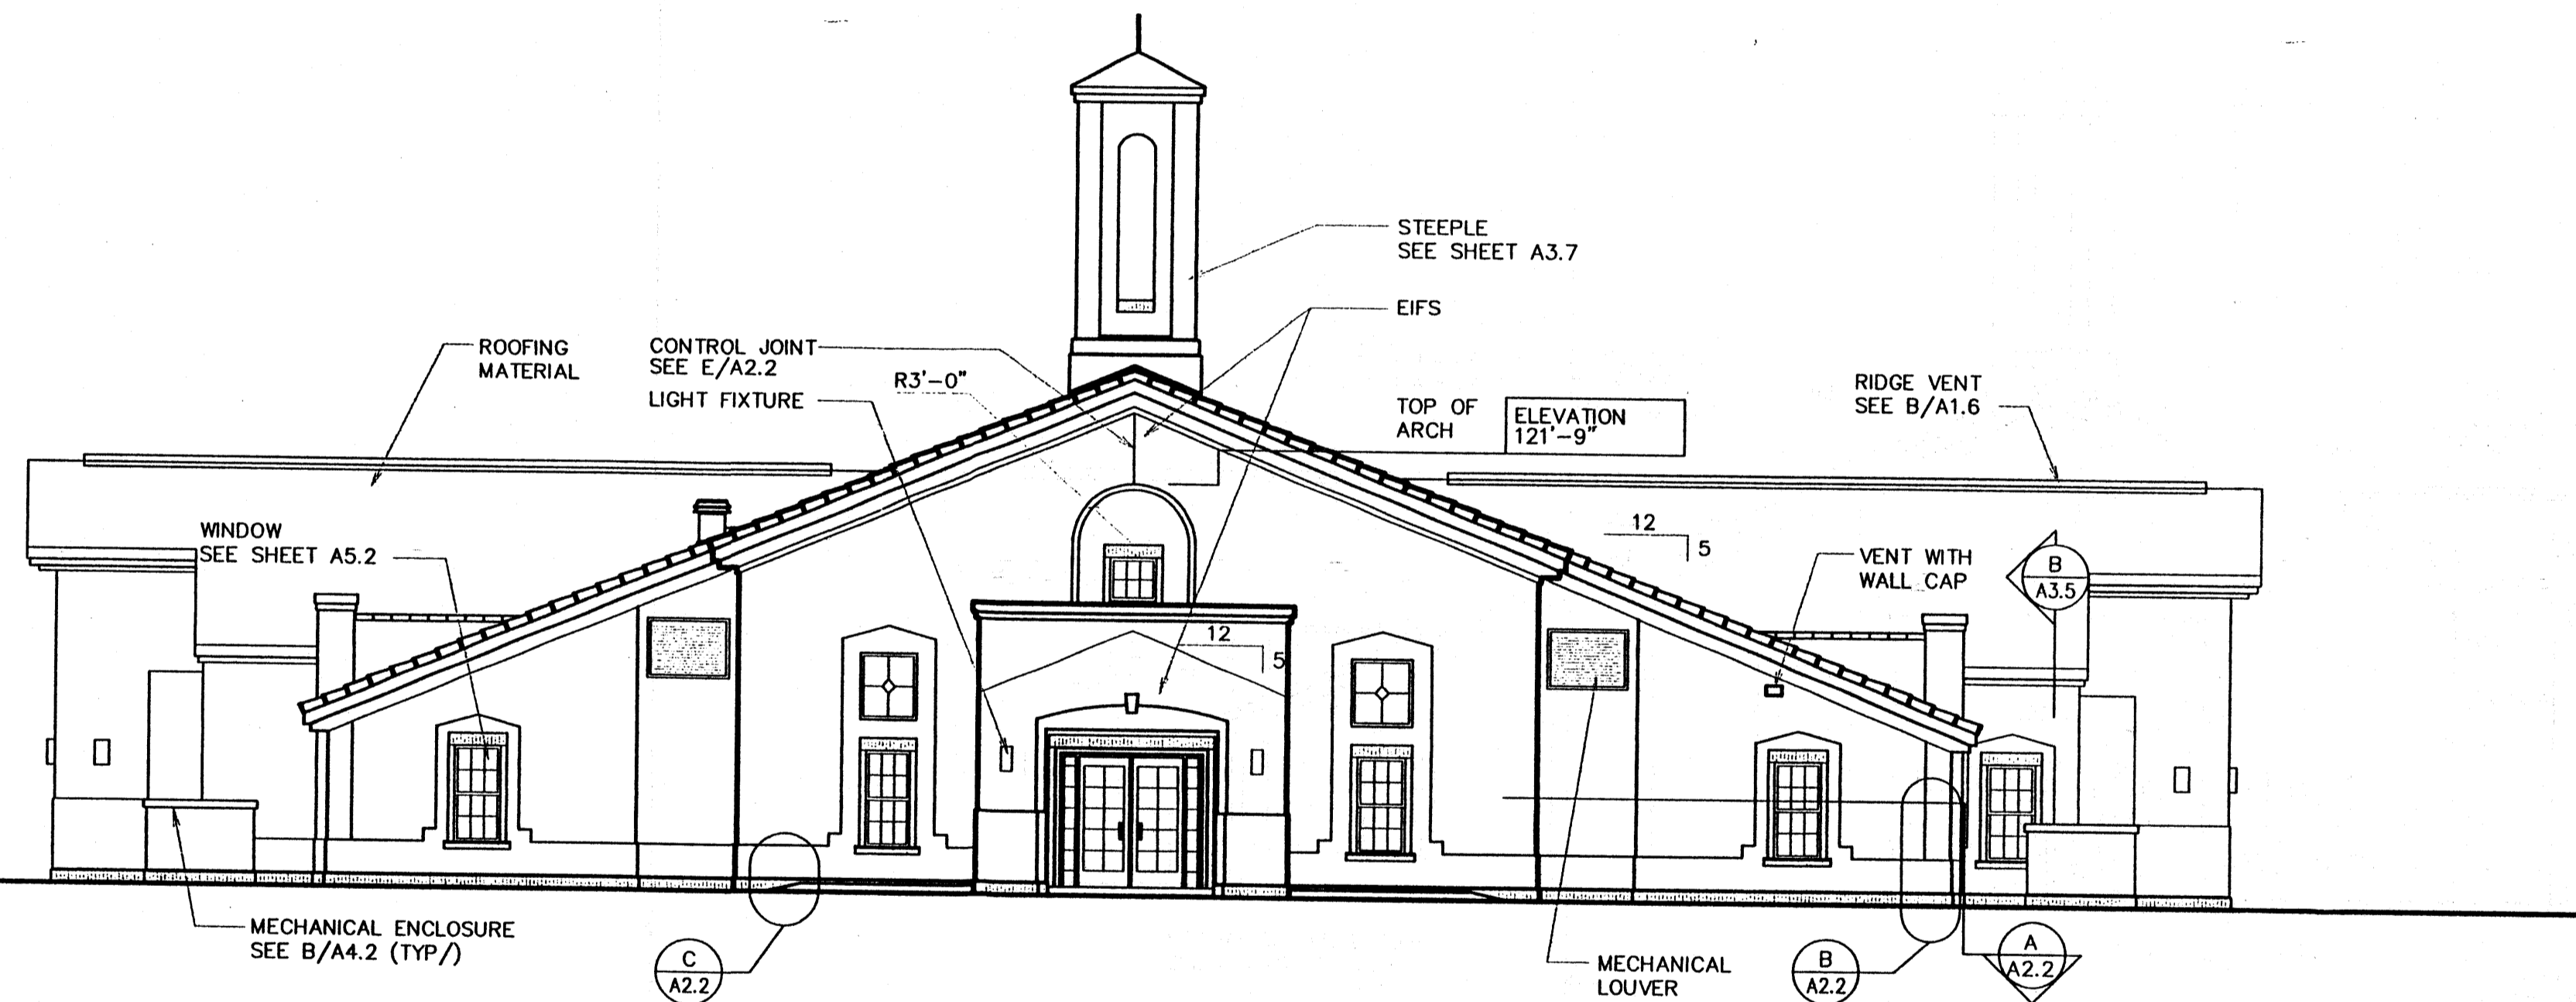 STEEPLE
SEE SHEET A3.7
EIFS
ROOFING
MATERIAL
CONTROL JOINT
SEE E/A2.2
LIGHT FIXTURE
R3'-0"
TOP OF
ARCH
ELEVATION
121'-9"
RIDGE VENT
SEE B/A1.6
WINDOW
SEE SHEET A5.2
12
5
VENT WITH
WALL CAP
B
A3.5
12
5
MECHANICAL ENCLOSURE
SEE B/A4.2 (TYP/)
C
A2.2
MECHANICAL
LOUVER
B
A2.2
A
A2.2